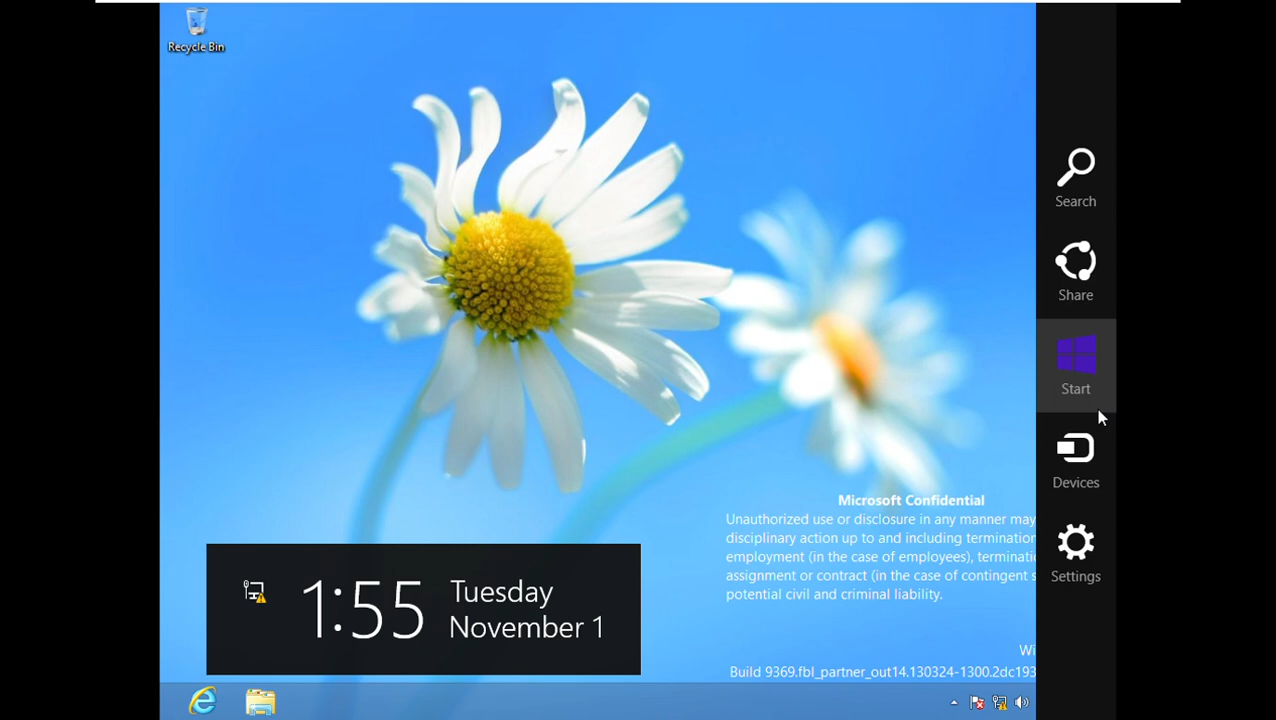 Recycle Bin
Search
Share
Start
Devices
Settings
Microsoft Confidential
Unauthorized use or disclosure in any manner may
disciplinary action up to and including termination
employment (in the case of employees), terminati
assignment or contract (in the case of contingent s
potential civil and criminal liability.
1:55
Tuesday
November 1
Wi
Build 9369.fbl_partner_out14.130324-1300.2dc193